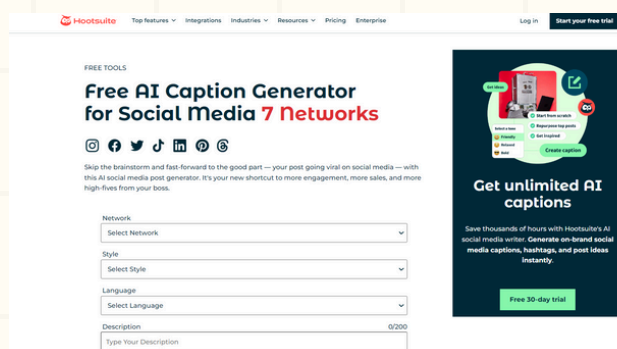 Hootsuite Top features Integrations Industries Resources Pricing Enterprise Log in Start your free trial
FREE TOOLS
Free AI Caption Generator
for Social Media 7 Networks
Skip the brainstorm and fast-forward to the good part — your post going viral on social media — with
this AI social media post generator. It's your new shortcut to more engagement, more sales, and more
high-fives from your boss.
Network
Select Network
Style
Select Style
Language
Select Language
Description 0/200
Type Your Description
Get ideas
Start from scratch
Repurpose top posts
Get inspired
Select a tone
Friendly
Relaxed
Bold
Create caption
Get unlimited AI
captions
Save thousands of hours with Hootsuite's AI
social media writer. Generate on-brand social
media captions, hashtags, and post ideas
instantly.
Free 30-day trial